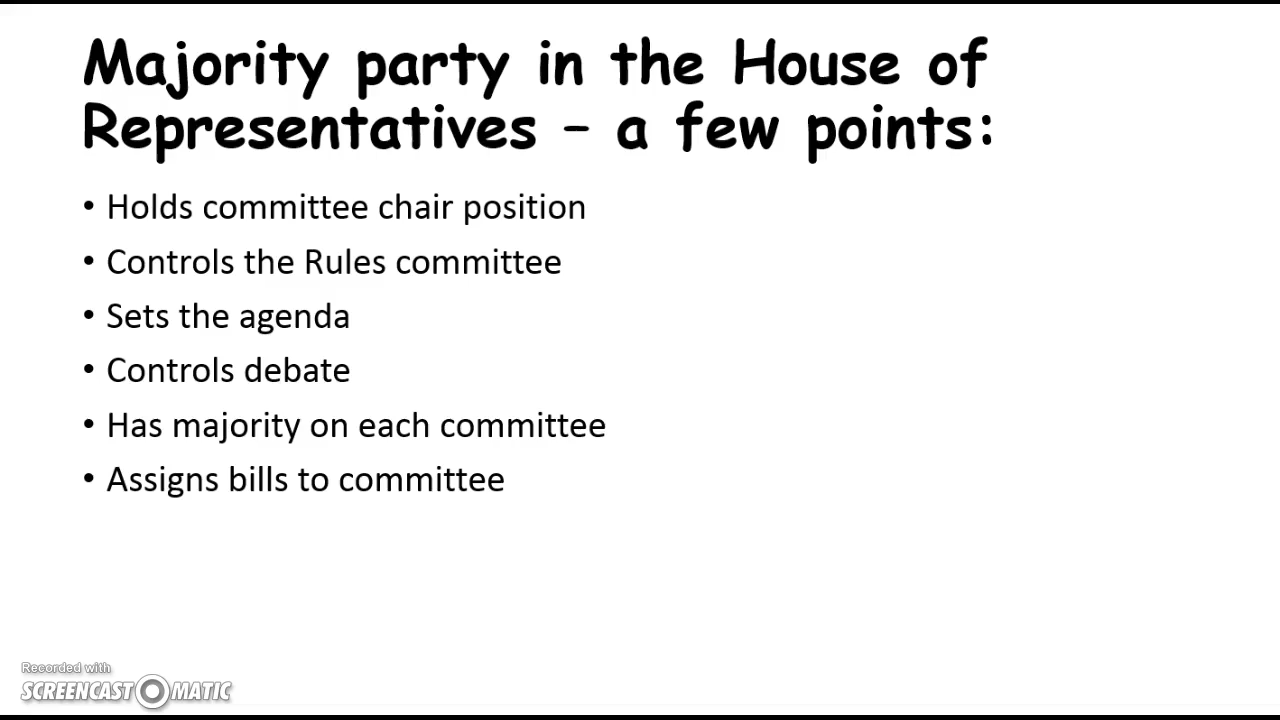 Majority party in the House of
Representatives – a few points:
• Holds committee chair position
• Controls the Rules committee
• Sets the agenda
• Controls debate
• Has majority on each committee
• Assigns bills to committee
Recorded with
SCREENCAST MATIC